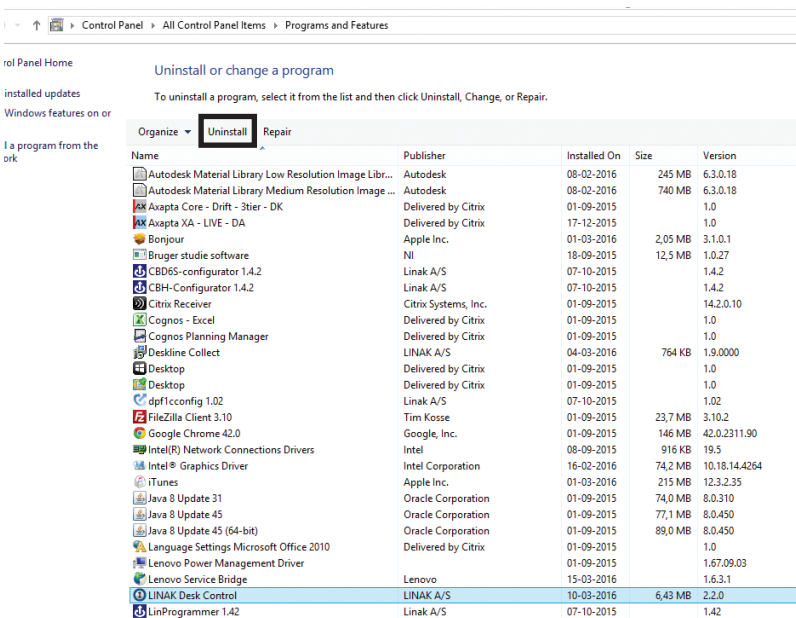 Control Panel › All Control Panel Items › Programs and Features
rol Panel Home
installed updates
Windows features on or
l a program from the
ork
Uninstall or change a program
To uninstall a program, select it from the list and then click Uninstall, Change, or Repair.
Organize Uninstall Repair
Name Publisher Installed On Size Version
Autodesk Material Library Low Resolution Image Libr... Autodesk 08-02-2016 245 MB 6.3.0.18
Autodesk Material Library Medium Resolution Image ... Autodesk 08-02-2016 740 MB 6.3.0.18
AX Axapta Core - Drift - 3tier - DK Delivered by Citrix 01-09-2015 1.0
AX Axapta XA - LIVE - DA Delivered by Citrix 17-12-2015 1.0
Bonjour Apple Inc. 01-03-2016 2,05 MB 3.1.0.1
Bruger studie software NI 18-09-2015 12,5 MB 1.0.27
CBD6S-configurator 1.4.2 Linak A/S 07-10-2015 1.4.2
CBH-Configurator 1.4.2 Linak A/S 07-10-2015 1.4.2
Citrix Receiver Citrix Systems, Inc. 01-09-2015 14.2.0.10
Cognos - Excel Delivered by Citrix 01-09-2015 1.0
Cognos Planning Manager Delivered by Citrix 01-09-2015 1.0
Deskline Collect LINAK A/S 04-03-2016 764 KB 1.9.0000
Desktop Delivered by Citrix 01-09-2015 1.0
Desktop Delivered by Citrix 01-09-2015 1.0
dpf1cconfig 1.02 Linak A/S 07-10-2015 1.02
FileZilla Client 3.10 Tim Kosse 01-09-2015 23,7 MB 3.10.2
Google Chrome 42.0 Google, Inc. 01-09-2015 146 MB 42.0.2311.90
Intel(R) Network Connections Drivers Intel 08-09-2015 916 KB 19.5
Intel® Graphics Driver Intel Corporation 16-02-2016 74,2 MB 10.18.14.4264
iTunes Apple Inc. 01-03-2016 215 MB 12.3.2.35
Java 8 Update 31 Oracle Corporation 01-09-2015 74,0 MB 8.0.310
Java 8 Update 45 Oracle Corporation 01-09-2015 77,1 MB 8.0.450
Java 8 Update 45 (64-bit) Oracle Corporation 01-09-2015 89,0 MB 8.0.450
Language Settings Microsoft Office 2010 Delivered by Citrix 01-09-2015 1.0
Lenovo Power Management Driver 01-09-2015 1.67.09.03
Lenovo Service Bridge Lenovo 15-03-2016 1.6.3.1
LINAK Desk Control LINAK A/S 10-03-2016 6,43 MB 2.2.0
LinProgrammer 1.42 Linak A/S 07-10-2015 1.42